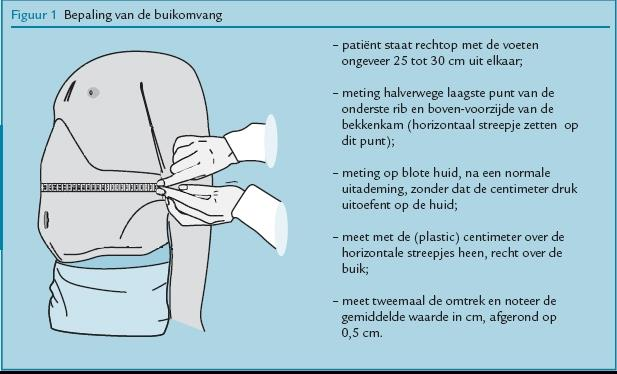 Figuur 1 Bepaling van de buikomvang
– patiënt staat rechtop met de voeten
ongeveer 25 tot 30 cm uit elkaar;
– meting halverwege laagste punt van de
onderste rib en boven-voorzijde van de
bekkenkam (horizontaal streepje zetten op
dit punt);
– meting op blote huid, na een normale
uitademing, zonder dat de centimeter druk
uitoefent op de huid;
– meet met de (plastic) centimeter over de
horizontale streepjes heen, recht over de
buik;
– meet tweemaal de omtrek en noteer de
gemiddelde waarde in cm, afgerond op
0,5 cm.